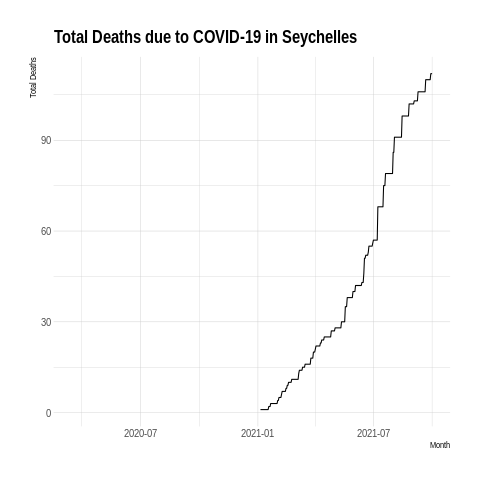 Total Deaths due to COVID-19 in Seychelles
Total Deaths
90
60
30
0
2020-07 2021-01 2021-07
Month